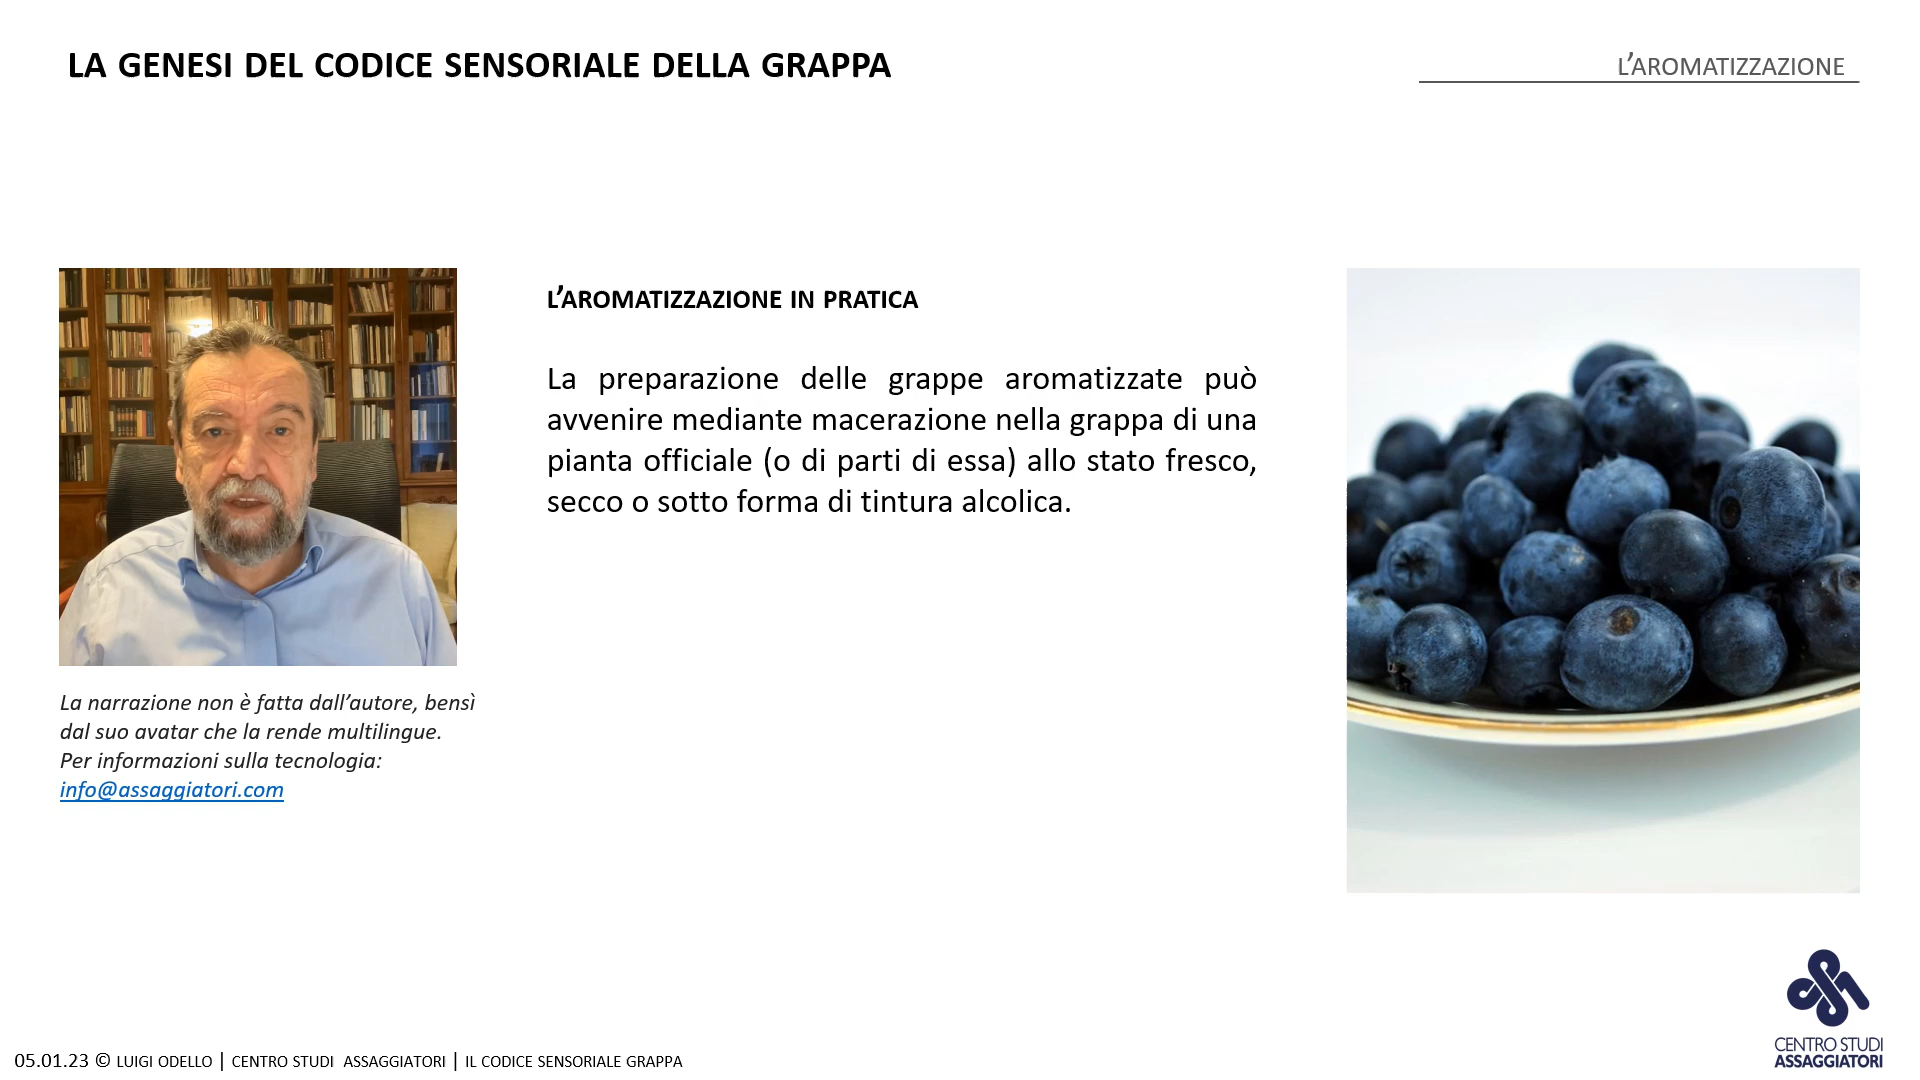 LA GENESI DEL CODICE SENSORIALE DELLA GRAPPA
L’AROMATIZZAZIONE
L’AROMATIZZAZIONE IN PRATICA
La preparazione delle grappe aromatizzate può
avvenire mediante macerazione nella grappa di una
pianta officiale (o di parti di essa) allo stato fresco,
secco o sotto forma di tintura alcolica.
La narrazione non è fatta dall’autore, bensì
dal suo avatar che la rende multilingue.
Per informazioni sulla tecnologia:
info@assaggiatori.com
CENTRO STUDI
ASSAGGIATORI
05.01.23 © LUIGI ODELLO | CENTRO STUDI ASSAGGIATORI | IL CODICE SENSORIALE GRAPPA